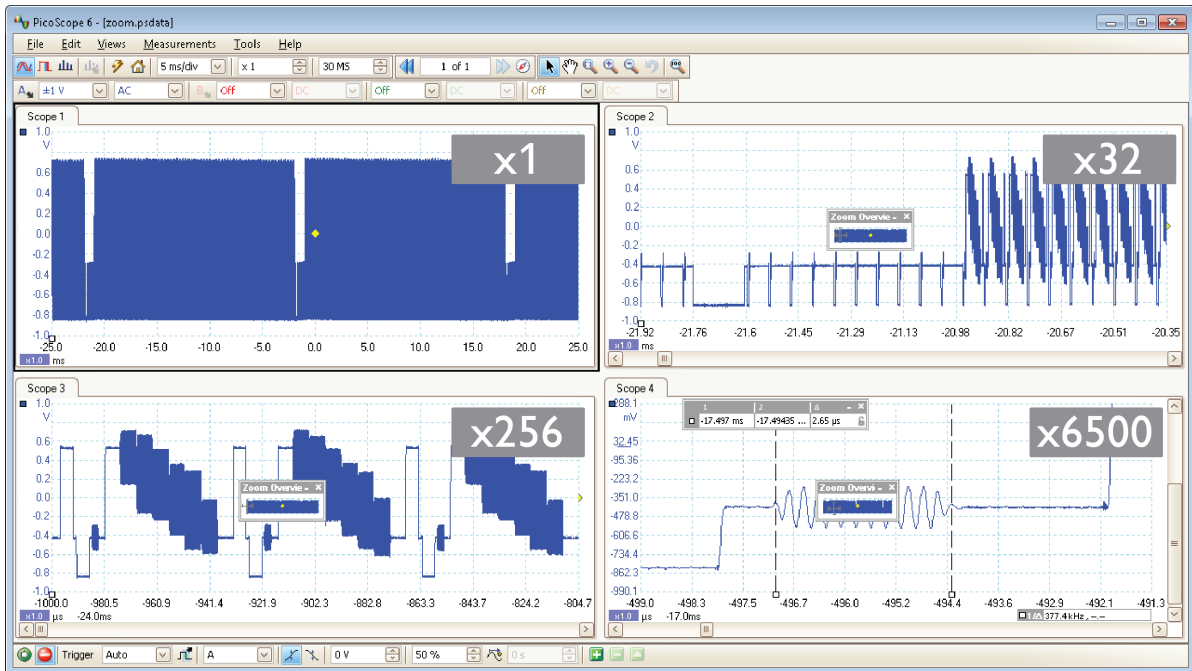 PicoScope 6 - [zoom.psdata]
File Edit Views Measurements Tools Help
5 ms/div x 1 30 MS 1 of 1
A ±1 V AC B Off DC Off DC Off DC
Scope 1
x1
1.0
V
0.6
0.4
0.2
0.0
-0.2
-0.4
-0.6
-0.8
-1.0
-25.0 -20.0 -15.0 -10.0 -5.0 0.0 5.0 10.0 15.0 20.0 25.0
x1.0 ms
Scope 2
x32
1.0
V
0.6
0.4
0.2
0.0
-0.2
-0.4
-0.6
-0.8
-1.0
Zoom Overvie
-21.92 -21.76 -21.6 -21.45 -21.29 -21.13 -20.98 -20.82 -20.67 -20.51 -20.35
x1.0 ms
Scope 3
x256
1.0
V
0.6
0.4
0.2
0.0
-0.2
-0.4
-0.6
-0.8
-1.0
Zoom Overvie
-1000.0 -980.5 -960.9 -941.4 -921.9 -902.3 -882.8 -863.3 -843.7 -824.2 -804.7
x1.0 µs -24.0ms
Scope 4
x6500
288.1
mV
32.45
-95.36
-223.2
-351.0
-478.8
-606.6
-734.4
-862.3
-990.1
1 2 Δ
-17.497 ms -17.49435 ... 2.65 µs
Zoom Overvi
-499.0 -498.3 -497.5 -496.7 -496.0 -495.2 -494.4 -493.6 -492.9 -492.1 -491.3
x1.0 µs -17.0ms
1/Δ 377.4kHz , --.--
Trigger Auto A 0 V 50 % 0 s